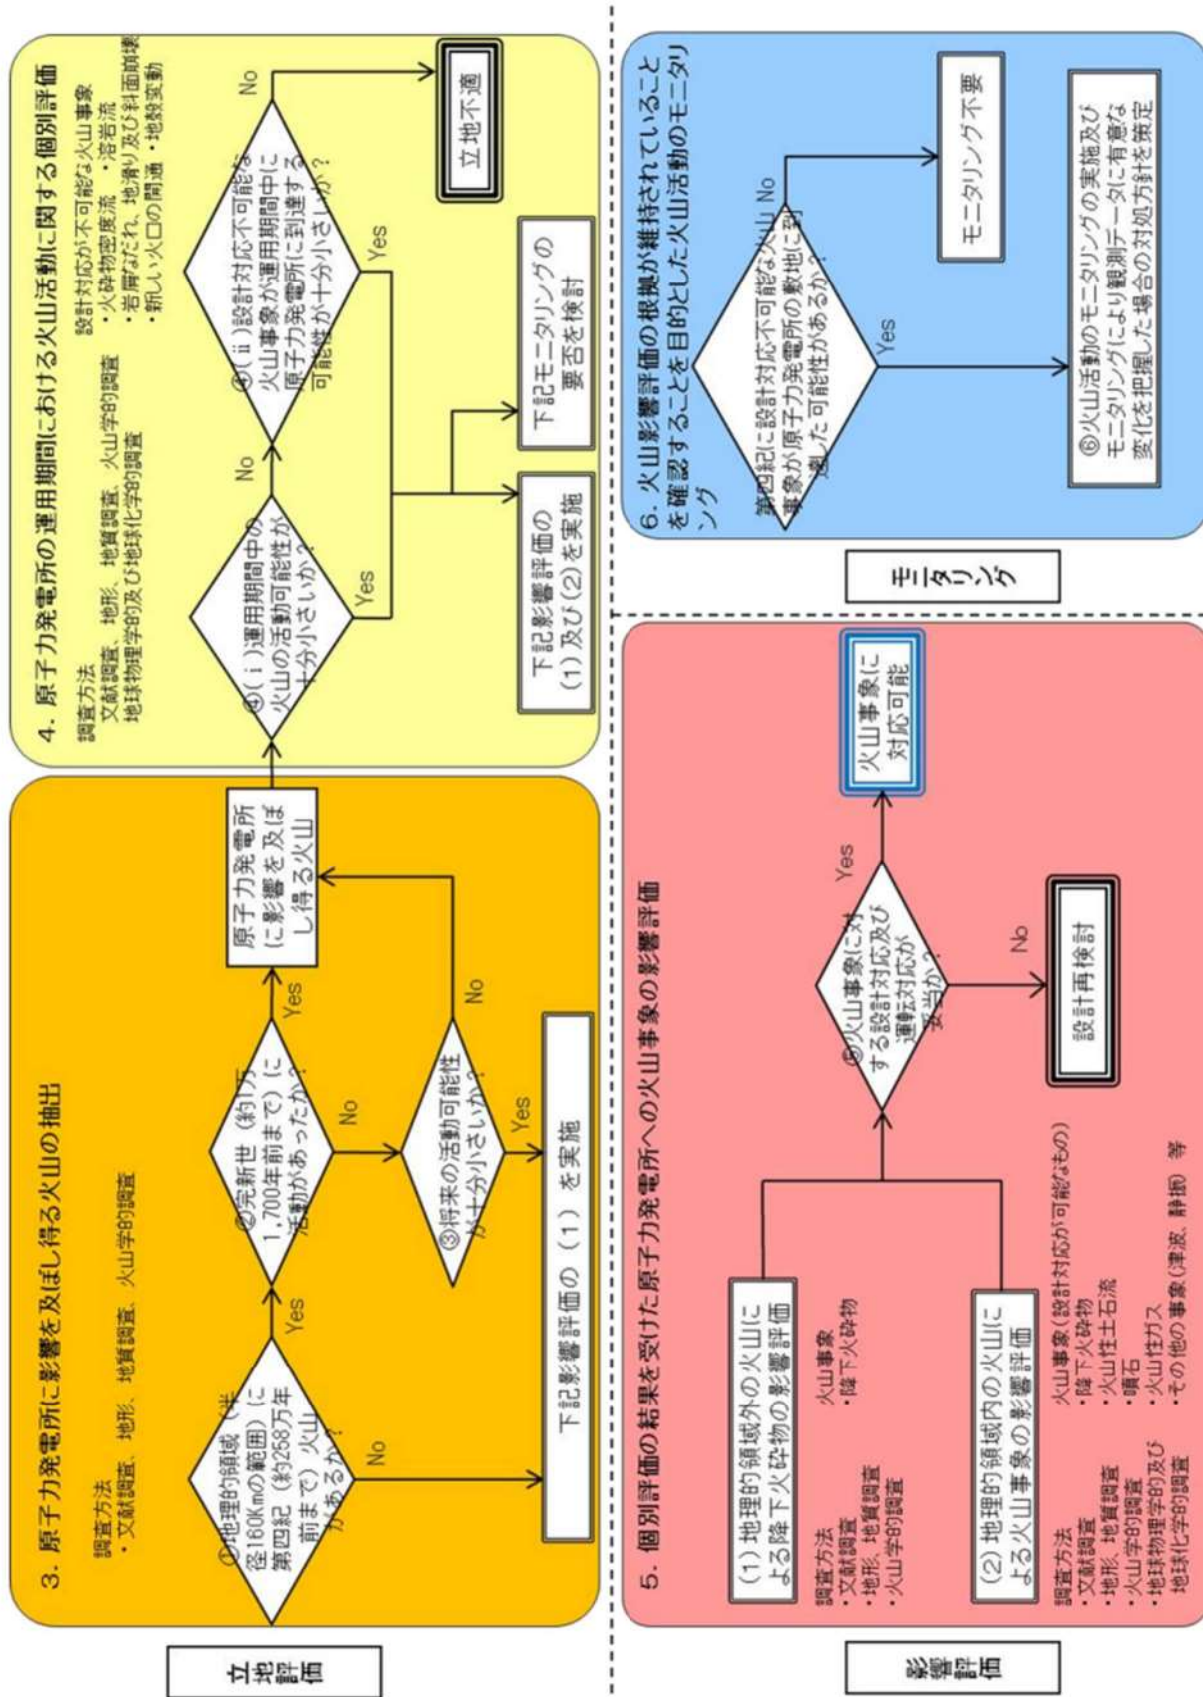 立地評価
3. 原子力発電所に影響を及ぼし得る火山の抽出
調査方法
・文献調査、地形、地質調査、火山学的調査
①地理的領域（半
径160Kmの範囲）に
第四紀（約258万年
前まで）火山
があるか？
Yes
No
②完新世（約1万
1,700年前まで）に
活動があったか？
Yes
No
③将来の活動可能性
が十分小さいか？
No
Yes
原子力発電所
に影響を及ぼ
し得る火山
下記影響評価の（1）を実施
4. 原子力発電所の運用期間における火山活動に関する個別評価
調査方法
文献調査、地形、地質調査、火山学的調査
地球物理学的及び地球化学的調査
設計対応が不可能な火山事象
・火砕物密度流 ・溶岩流
・岩屑なだれ、地滑り及び斜面崩壊
・新しい火口の開通 ・地殻変動
④(ⅰ)運用期間中の
火山の活動可能性が
十分小さいか？
No
Yes
④(ⅱ)設計対応不可能な
火山事象が運用期間中に
原子力発電所に到達する
可能性が十分小さいか？
No
Yes
立地不適
下記影響評価の
(1)及び(2)を実施
下記モニタリングの
要否を検討
影響評価
5. 個別評価の結果を受けた原子力発電所への火山事象の影響評価
(1)地理的領域外の火山に
よる降下火砕物の影響評価
調査方法
・文献調査
・地形、地質調査
・火山学的調査
火山事象
・降下火砕物
(2)地理的領域内の火山に
よる火山事象の影響評価
調査方法
・文献調査
・地形、地質調査
・火山学的調査
・地球物理学的及び
地球化学的調査
火山事象(設計対応が可能なもの)
・降下火砕物
・火山性土石流
・噴石
・火山性ガス
・その他の事象(津波、静振) 等
⑤火山事象に対
する設計対応及び
運転対応が
妥当か？
Yes
No
火山事象に
対応可能
設計再検討
モニタリング
6. 火山影響評価の根拠が維持されていること
を確認することを目的とした火山活動のモニタリ
ング
第四紀に設計対応不可能な火山
事象が原子力発電所の敷地に到
達した可能性があるか？
No
Yes
モニタリング不要
⑥火山活動のモニタリングの実施及び
モニタリングにより観測データに有意な
変化を把握した場合の対処方針を策定